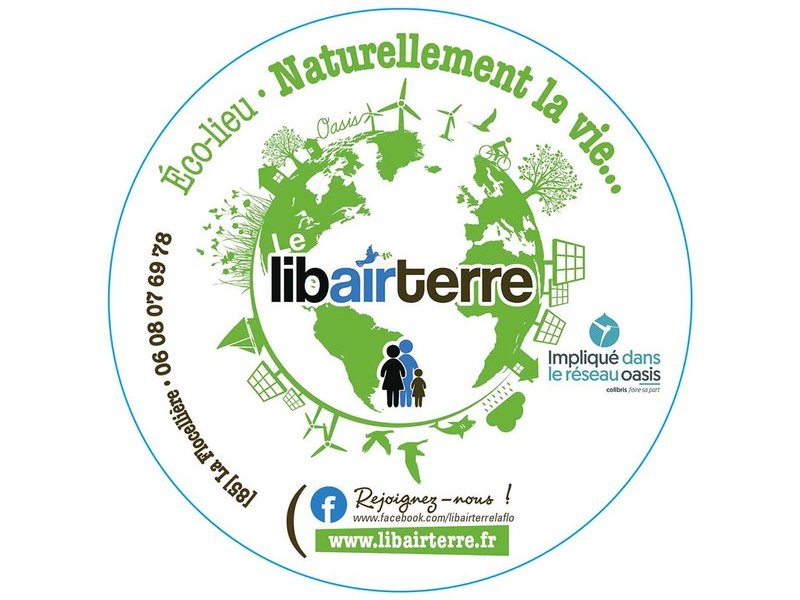 Éco-lieu • Naturellement la vie...
Oasis
Le
libairterre
[85] La Flocellière • 06 08 07 69 78
Impliqué dans
le réseau oasis
colibris faire sa part
f Rejoignez-nous !
www.facebook.com/libairterrelaflo
www.libairterre.fr